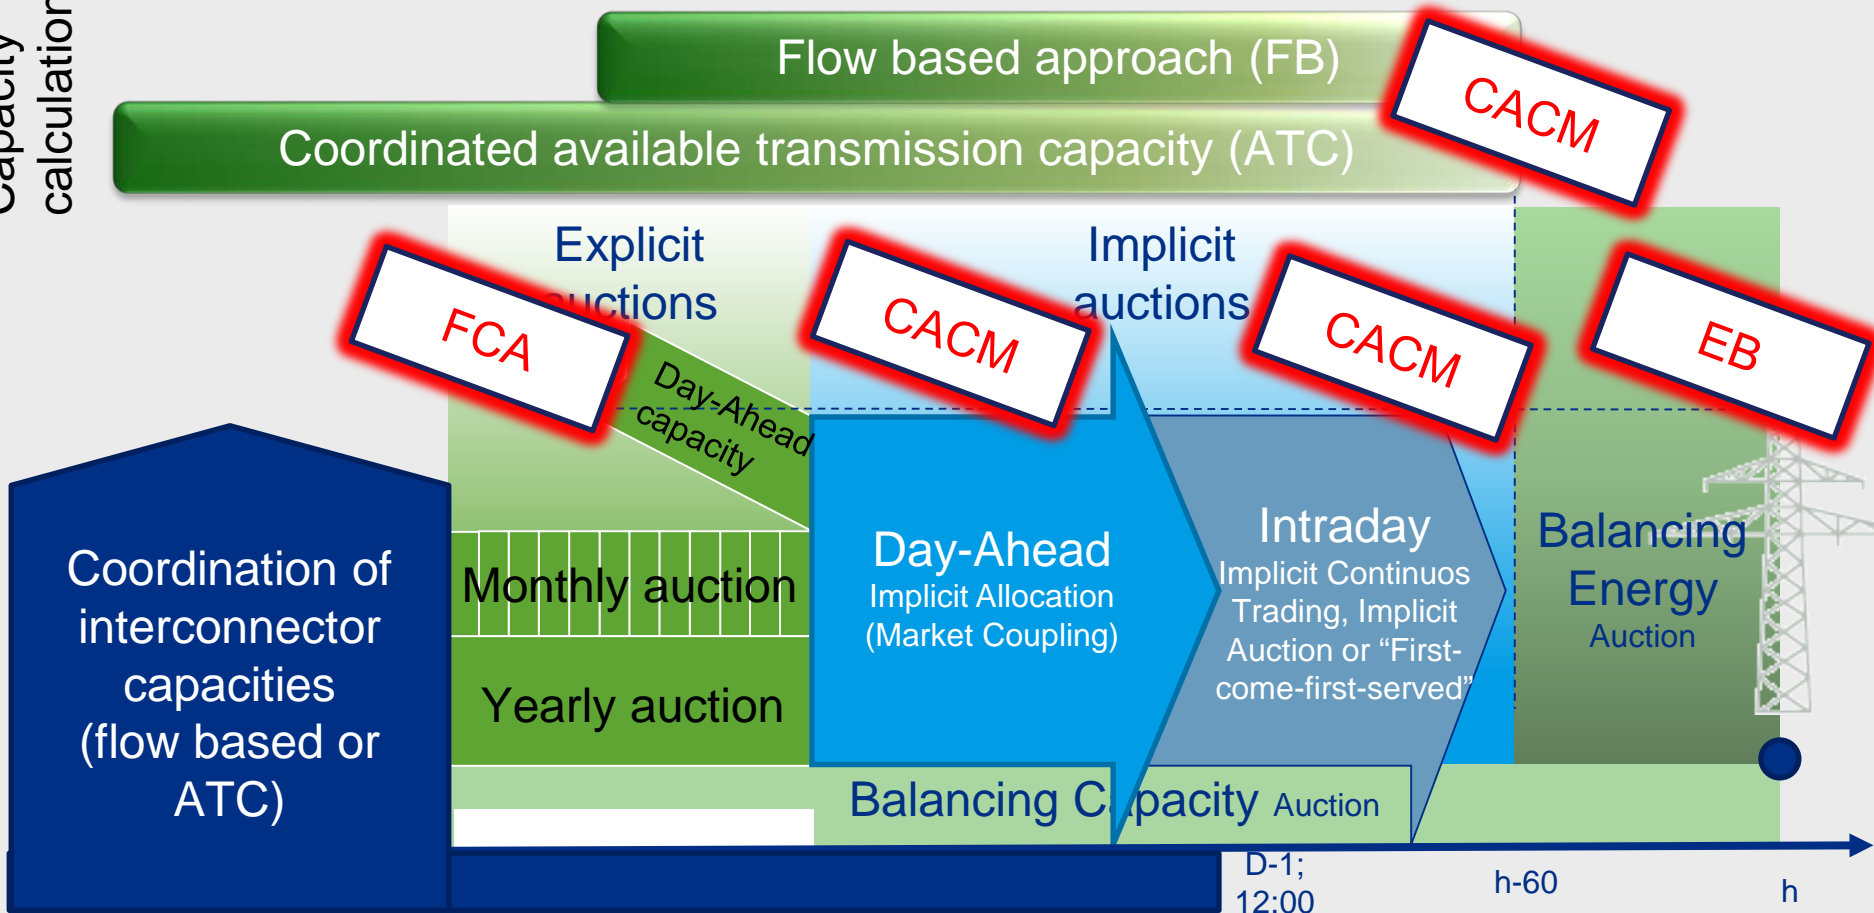 Capacity
calculation
Flow based approach (FB)
CACM
Coordinated available transmission capacity (ATC)
Explicit
auctions
Implicit
auctions
FCA
CACM
CACM
EB
Day-Ahead
capacity
Coordination of
interconnector
capacities
(flow based or
ATC)
Monthly auction
Yearly auction
Day-Ahead
Implicit Allocation
(Market Coupling)
Intraday
Implicit Continuos
Trading, Implicit
Auction or “First-
come-first-served”
Balancing
Energy
Auction
Balancing Capacity Auction
D-1;
12:00
h-60
h